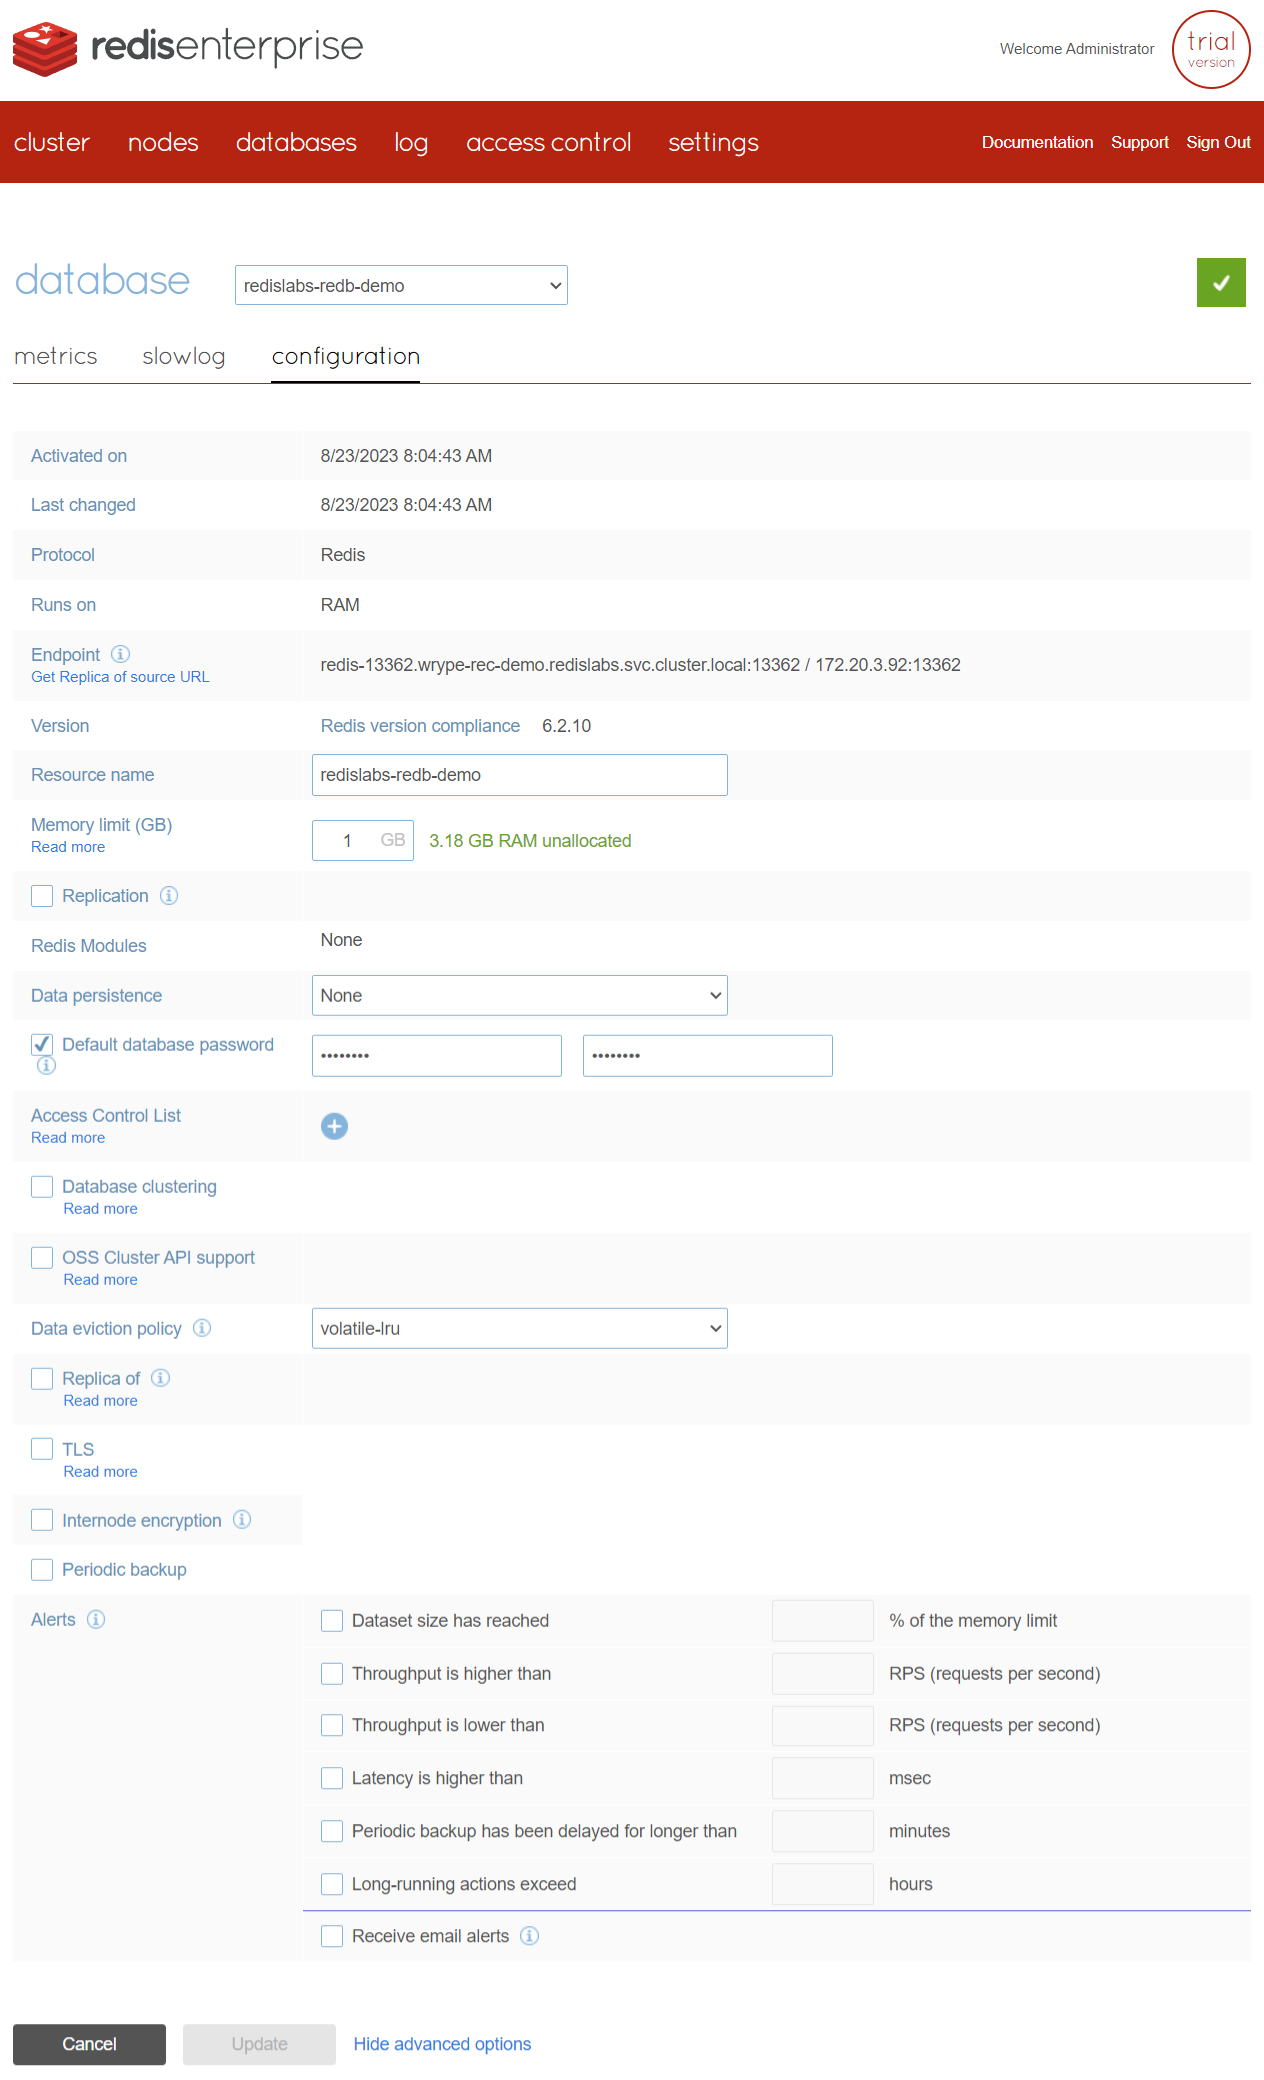 redisenterprise
Welcome Administrator
trial
version
cluster nodes databases log access control settings Documentation Support Sign Out
database redislabs-redb-demo
metrics slowlog configuration
Activated on 8/23/2023 8:04:43 AM
Last changed 8/23/2023 8:04:43 AM
Protocol Redis
Runs on RAM
Endpoint
Get Replica of source URL
redis-13362.wrype-rec-demo.redislabs.svc.cluster.local:13362 / 172.20.3.92:13362
Version Redis version compliance 6.2.10
Resource name redislabs-redb-demo
Memory limit (GB)
Read more
1 GB 3.18 GB RAM unallocated
Replication
Redis Modules None
Data persistence None
Default database password •••••••• ••••••••
Access Control List
Read more
Database clustering
Read more
OSS Cluster API support
Read more
Data eviction policy volatile-lru
Replica of
Read more
TLS
Read more
Internode encryption
Periodic backup
Alerts Dataset size has reached % of the memory limit
Throughput is higher than RPS (requests per second)
Throughput is lower than RPS (requests per second)
Latency is higher than msec
Periodic backup has been delayed for longer than minutes
Long-running actions exceed hours
Receive email alerts
Cancel Update Hide advanced options